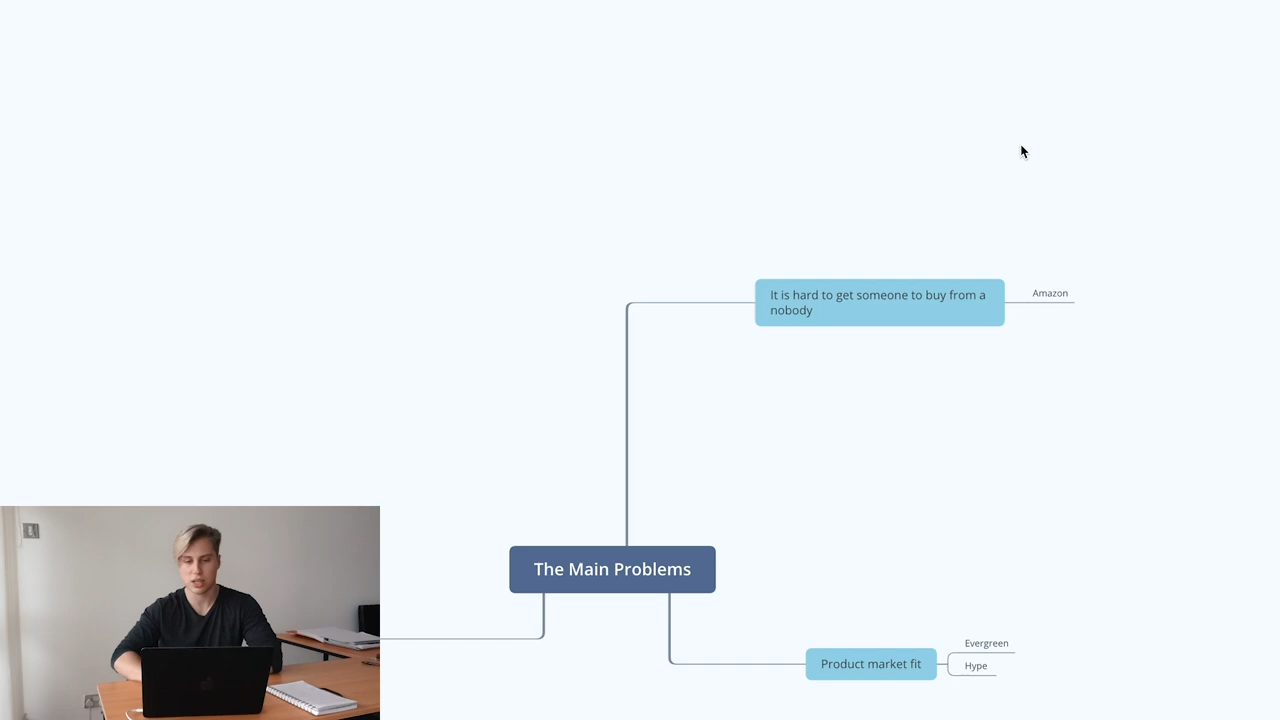 It is hard to get someone to buy from a
nobody
Amazon
The Main Problems
Product market fit
Evergreen
Hype